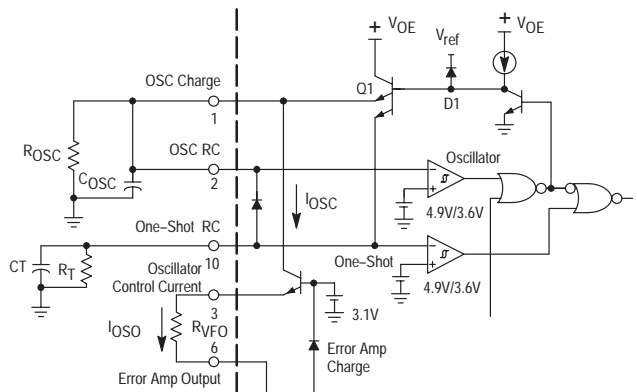 VOE
Vref
VOE
Q1
D1
OSC Charge
1
ROSC
COSC
OSC RC
2
Oscillator
4.9V/3.6V
IOSC
One–Shot RC
10
One–Shot
4.9V/3.6V
CT
RT
Oscillator
Control Current
3
3.1V
IOSO
RVFO
6
Error Amp Output
Error Amp
Charge